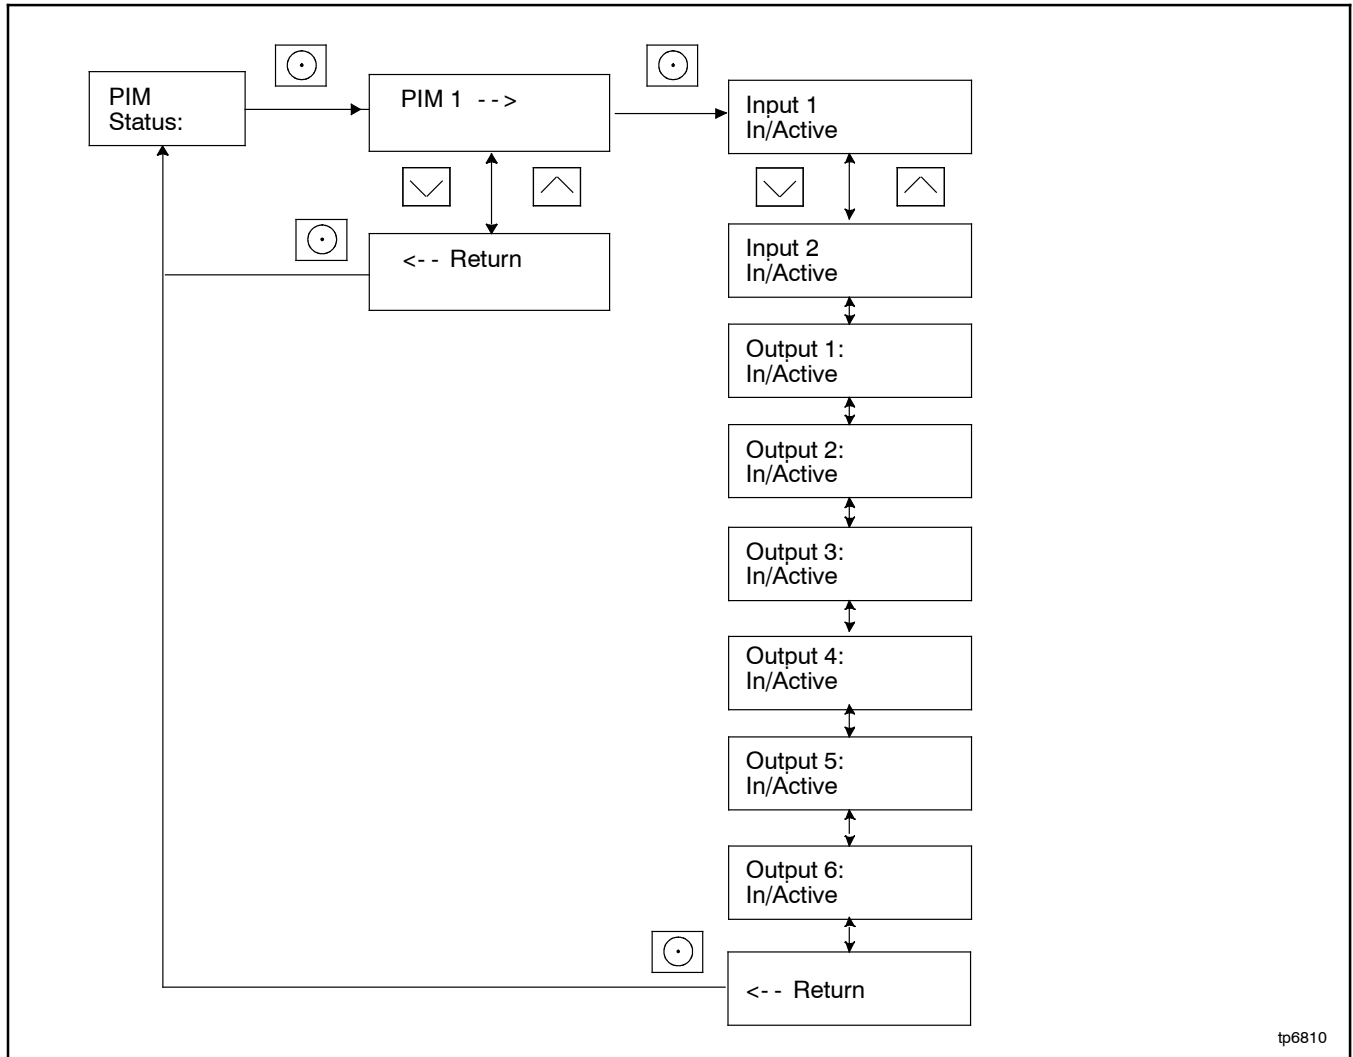 PIM
Status:
PIM 1 - ->
<- - Return
Input 1
In/Active
Input 2
In/Active
Output 1:
In/Active
Output 2:
In/Active
Output 3:
In/Active
Output 4:
In/Active
Output 5:
In/Active
Output 6:
In/Active
<- - Return
tp6810